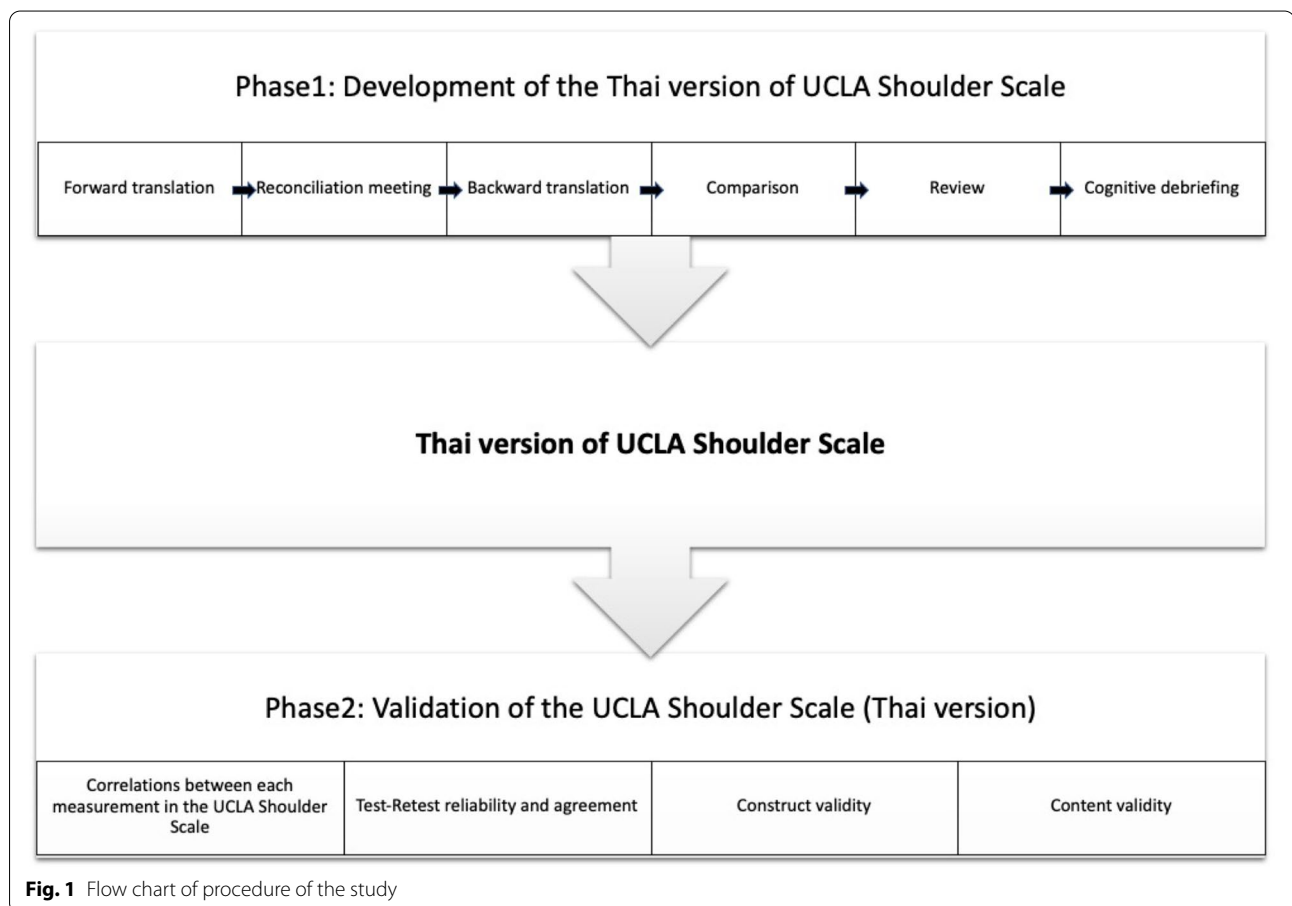 Phase1: Development of the Thai version of UCLA Shoulder Scale
Forward translation
Reconciliation meeting
Backward translation
Comparison
Review
Cognitive debriefing
Thai version of UCLA Shoulder Scale
Phase2: Validation of the UCLA Shoulder Scale (Thai version)
Correlations between each
measurement in the UCLA Shoulder
Scale
Test-Retest reliability and agreement
Construct validity
Content validity
Fig. 1 Flow chart of procedure of the study